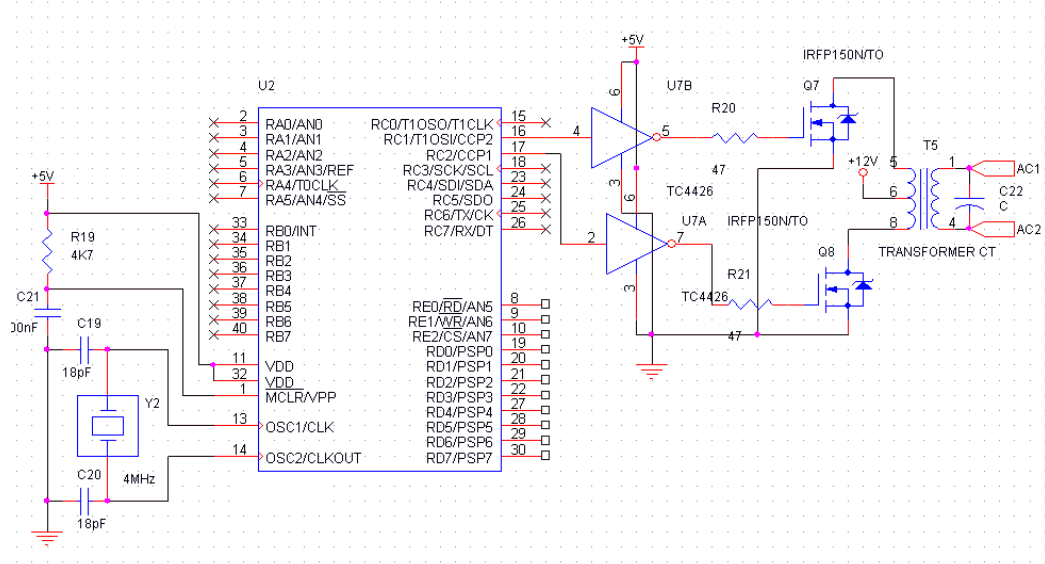 +5V
IRFP150N/TO
U2
U7B
Q7
2 RA0/AN0 RC0/T1OSO/T1CLK 15
3 RA1/AN1 RC1/T1OSI/CCP2 16
4 RA2/AN2 RC2/CCP1 17
5 RA3/AN3/REF RC3/SCK/SCL 18
6 RA4/T0CLK RC4/SDI/SDA 23
7 RA5/AN4/SS RC5/SDO 24
RC6/TX/CK 25
33 RB0/INT RC7/RX/DT 26
34 RB1
35 RB2
36 RB3
37 RB4
38 RB5 RE0/RD/AN5 8
39 RB6 RE1/WR/AN6 9
40 RB7 RE2/CS/AN7 10
RD0/PSP0 19
11 VDD RD1/PSP1 20
32 VDD RD2/PSP2 21
1 MCLR/VPP RD3/PSP3 22
RD4/PSP4 27
13 OSC1/CLK RD5/PSP5 28
RD6/PSP6 29
14 OSC2/CLKOUT RD7/PSP7 30
+5V
R19
4K7
C21
00nF
C19
18pF
Y2
4MHz
C20
18pF
6
4
5
3
TC4426
R20
47
6
U7A
2
7
3
TC4426
IRFP150N/TO
R21
47
Q8
+12V
T5
5
6
8
1
4
TRANSFORMER CT
C22
C
AC1
AC2